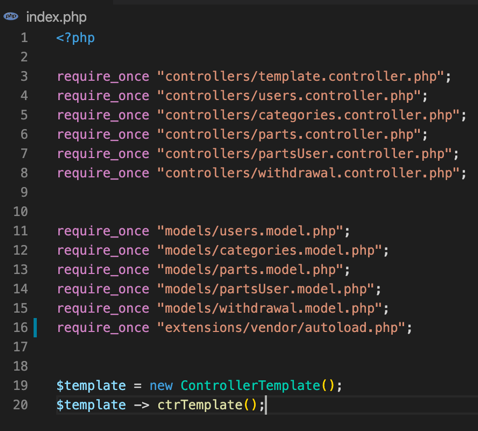 php index.php
1 <?php
2
3 require_once "controllers/template.controller.php";
4 require_once "controllers/users.controller.php";
5 require_once "controllers/categories.controller.php";
6 require_once "controllers/parts.controller.php";
7 require_once "controllers/partsUser.controller.php";
8 require_once "controllers/withdrawal.controller.php";
9
10
11 require_once "models/users.model.php";
12 require_once "models/categories.model.php";
13 require_once "models/parts.model.php";
14 require_once "models/partsUser.model.php";
15 require_once "models/withdrawal.model.php";
16 require_once "extensions/vendor/autoload.php";
17
18
19 $template = new ControllerTemplate();
20 $template -> ctrTemplate();